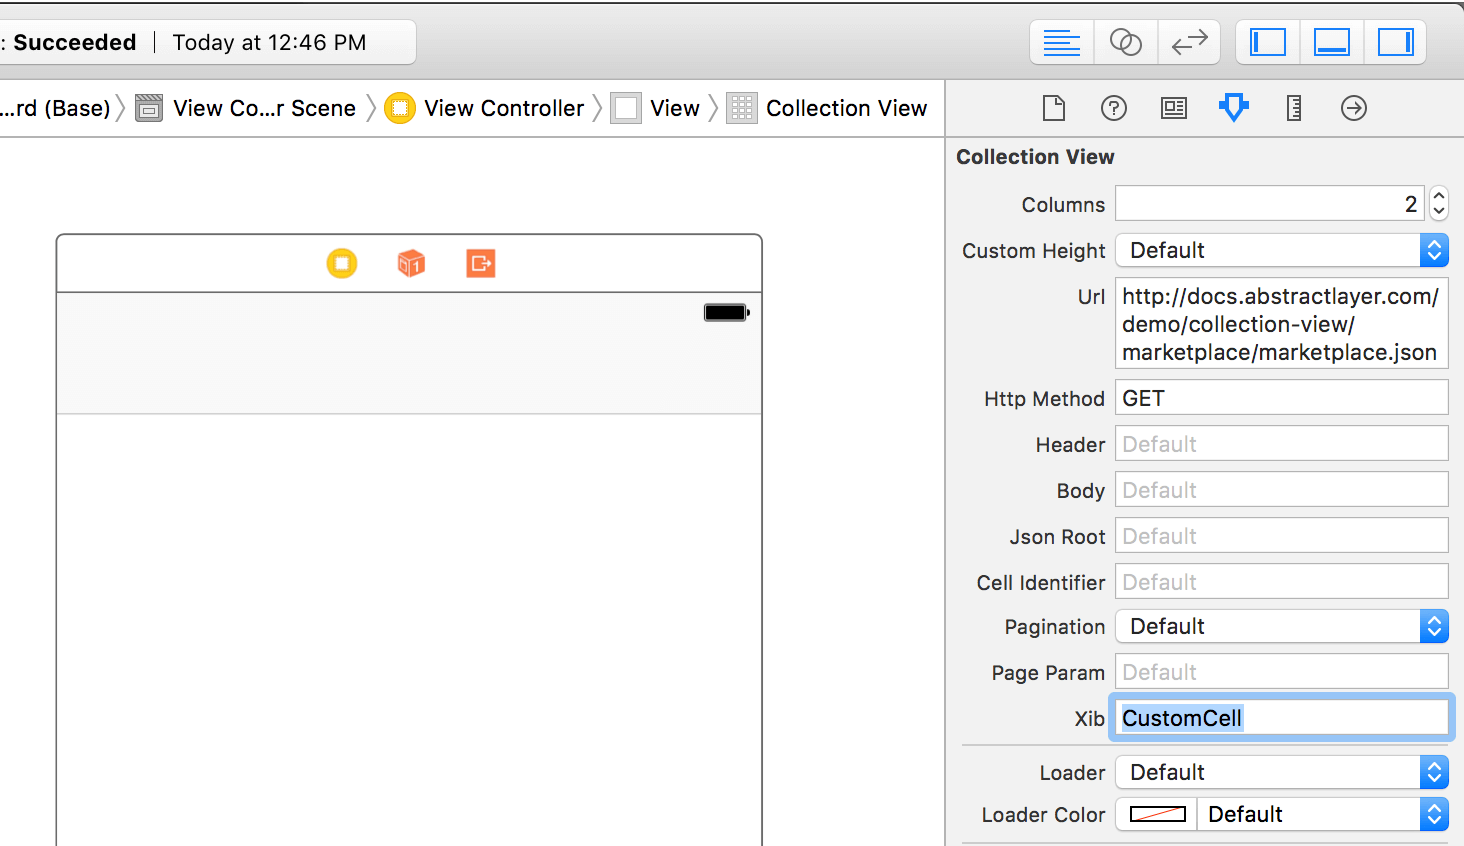 : Succeeded | Today at 12:46 PM
...rd (Base) View Co...r Scene View Controller View Collection View
Collection View
Columns 2
Custom Height Default
Url http://docs.abstractlayer.com/
demo/collection-view/
marketplace/marketplace.json
Http Method GET
Header Default
Body Default
Json Root Default
Cell Identifier Default
Pagination Default
Page Param Default
Xib CustomCell
Loader Default
Loader Color Default